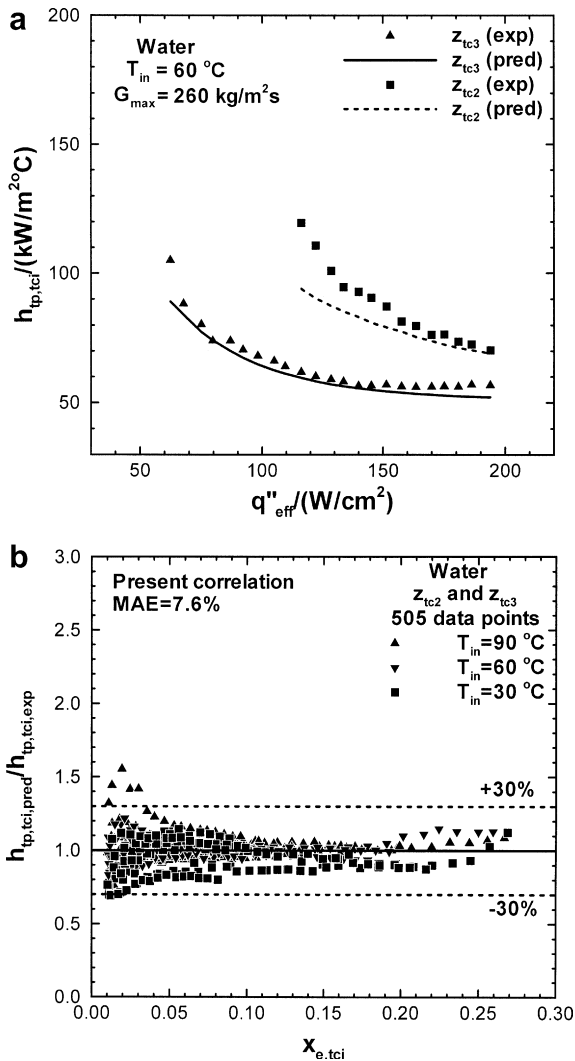 a
Water
T_in = 60 °C
G_max = 260 kg/m²s
z_tc3 (exp)
z_tc3 (pred)
z_tc2 (exp)
z_tc2 (pred)
200
150
100
50
h_tp,tci/(kW/m²°C)
50 100 150 200
q"_eff/(W/cm²)
b
Present correlation
MAE=7.6%
Water
z_tc2 and z_tc3
505 data points
T_in=90 °C
T_in=60 °C
T_in=30 °C
+30%
-30%
3.0
2.5
2.0
1.5
1.0
0.5
0.0
h_tp,tci,pred/h_tp,tci,exp
0.00 0.05 0.10 0.15 0.20 0.25 0.30
x_e,tci